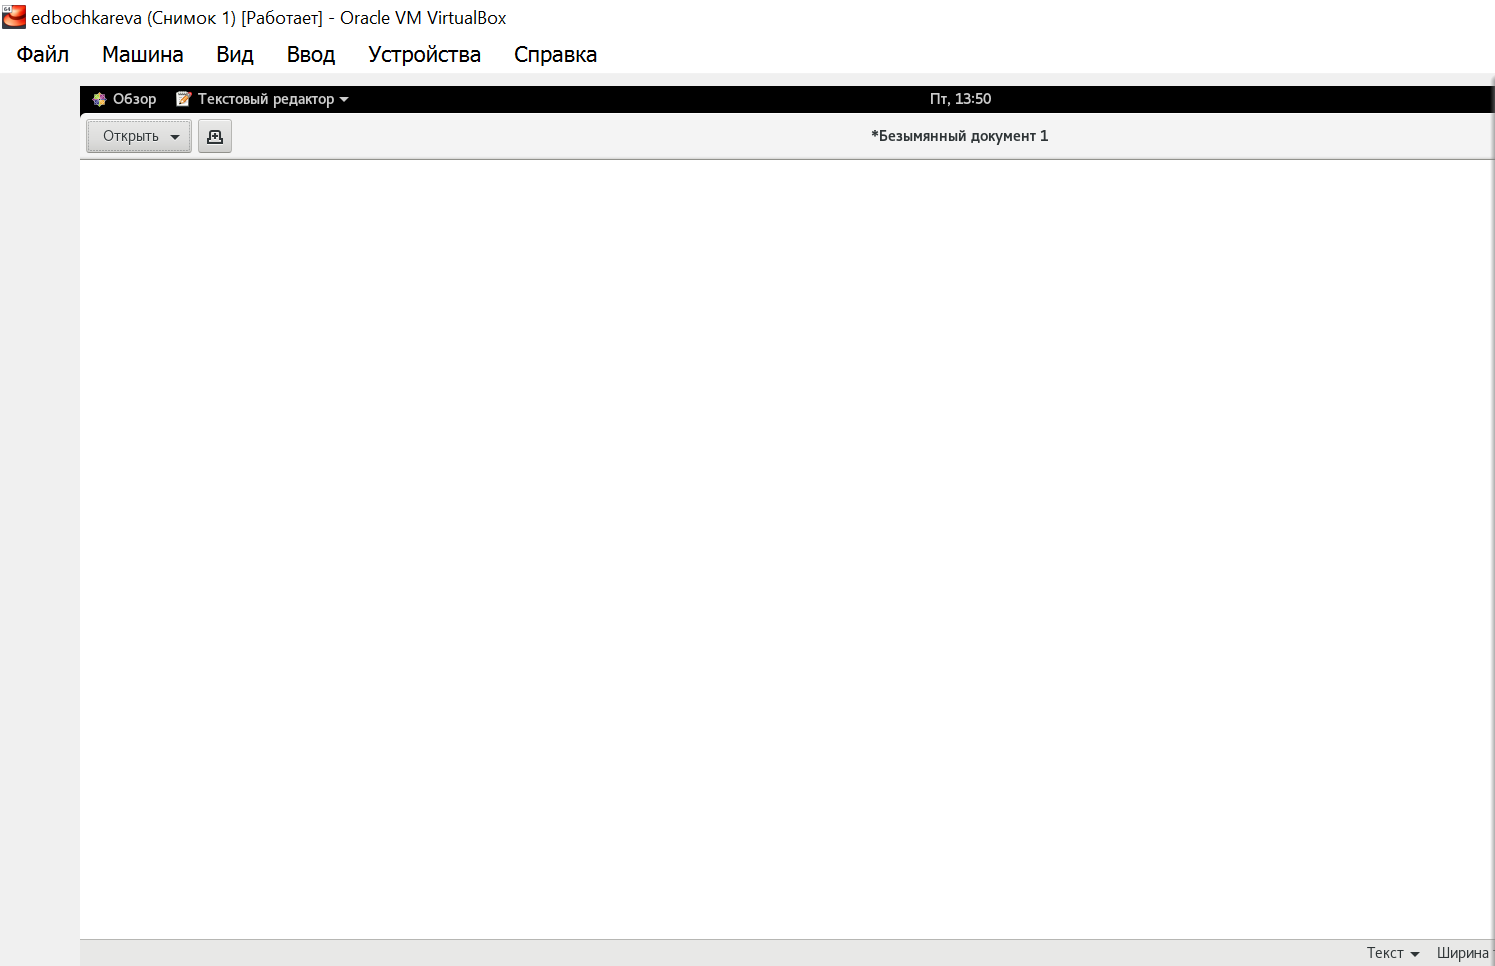 edbochkareva (Снимок 1) [Работает] - Oracle VM VirtualBox
Файл Машина Вид Ввод Устройства Справка
Обзор Текстовый редактор Пт, 13:50
Открыть *Безымянный документ 1
Текст Ширина